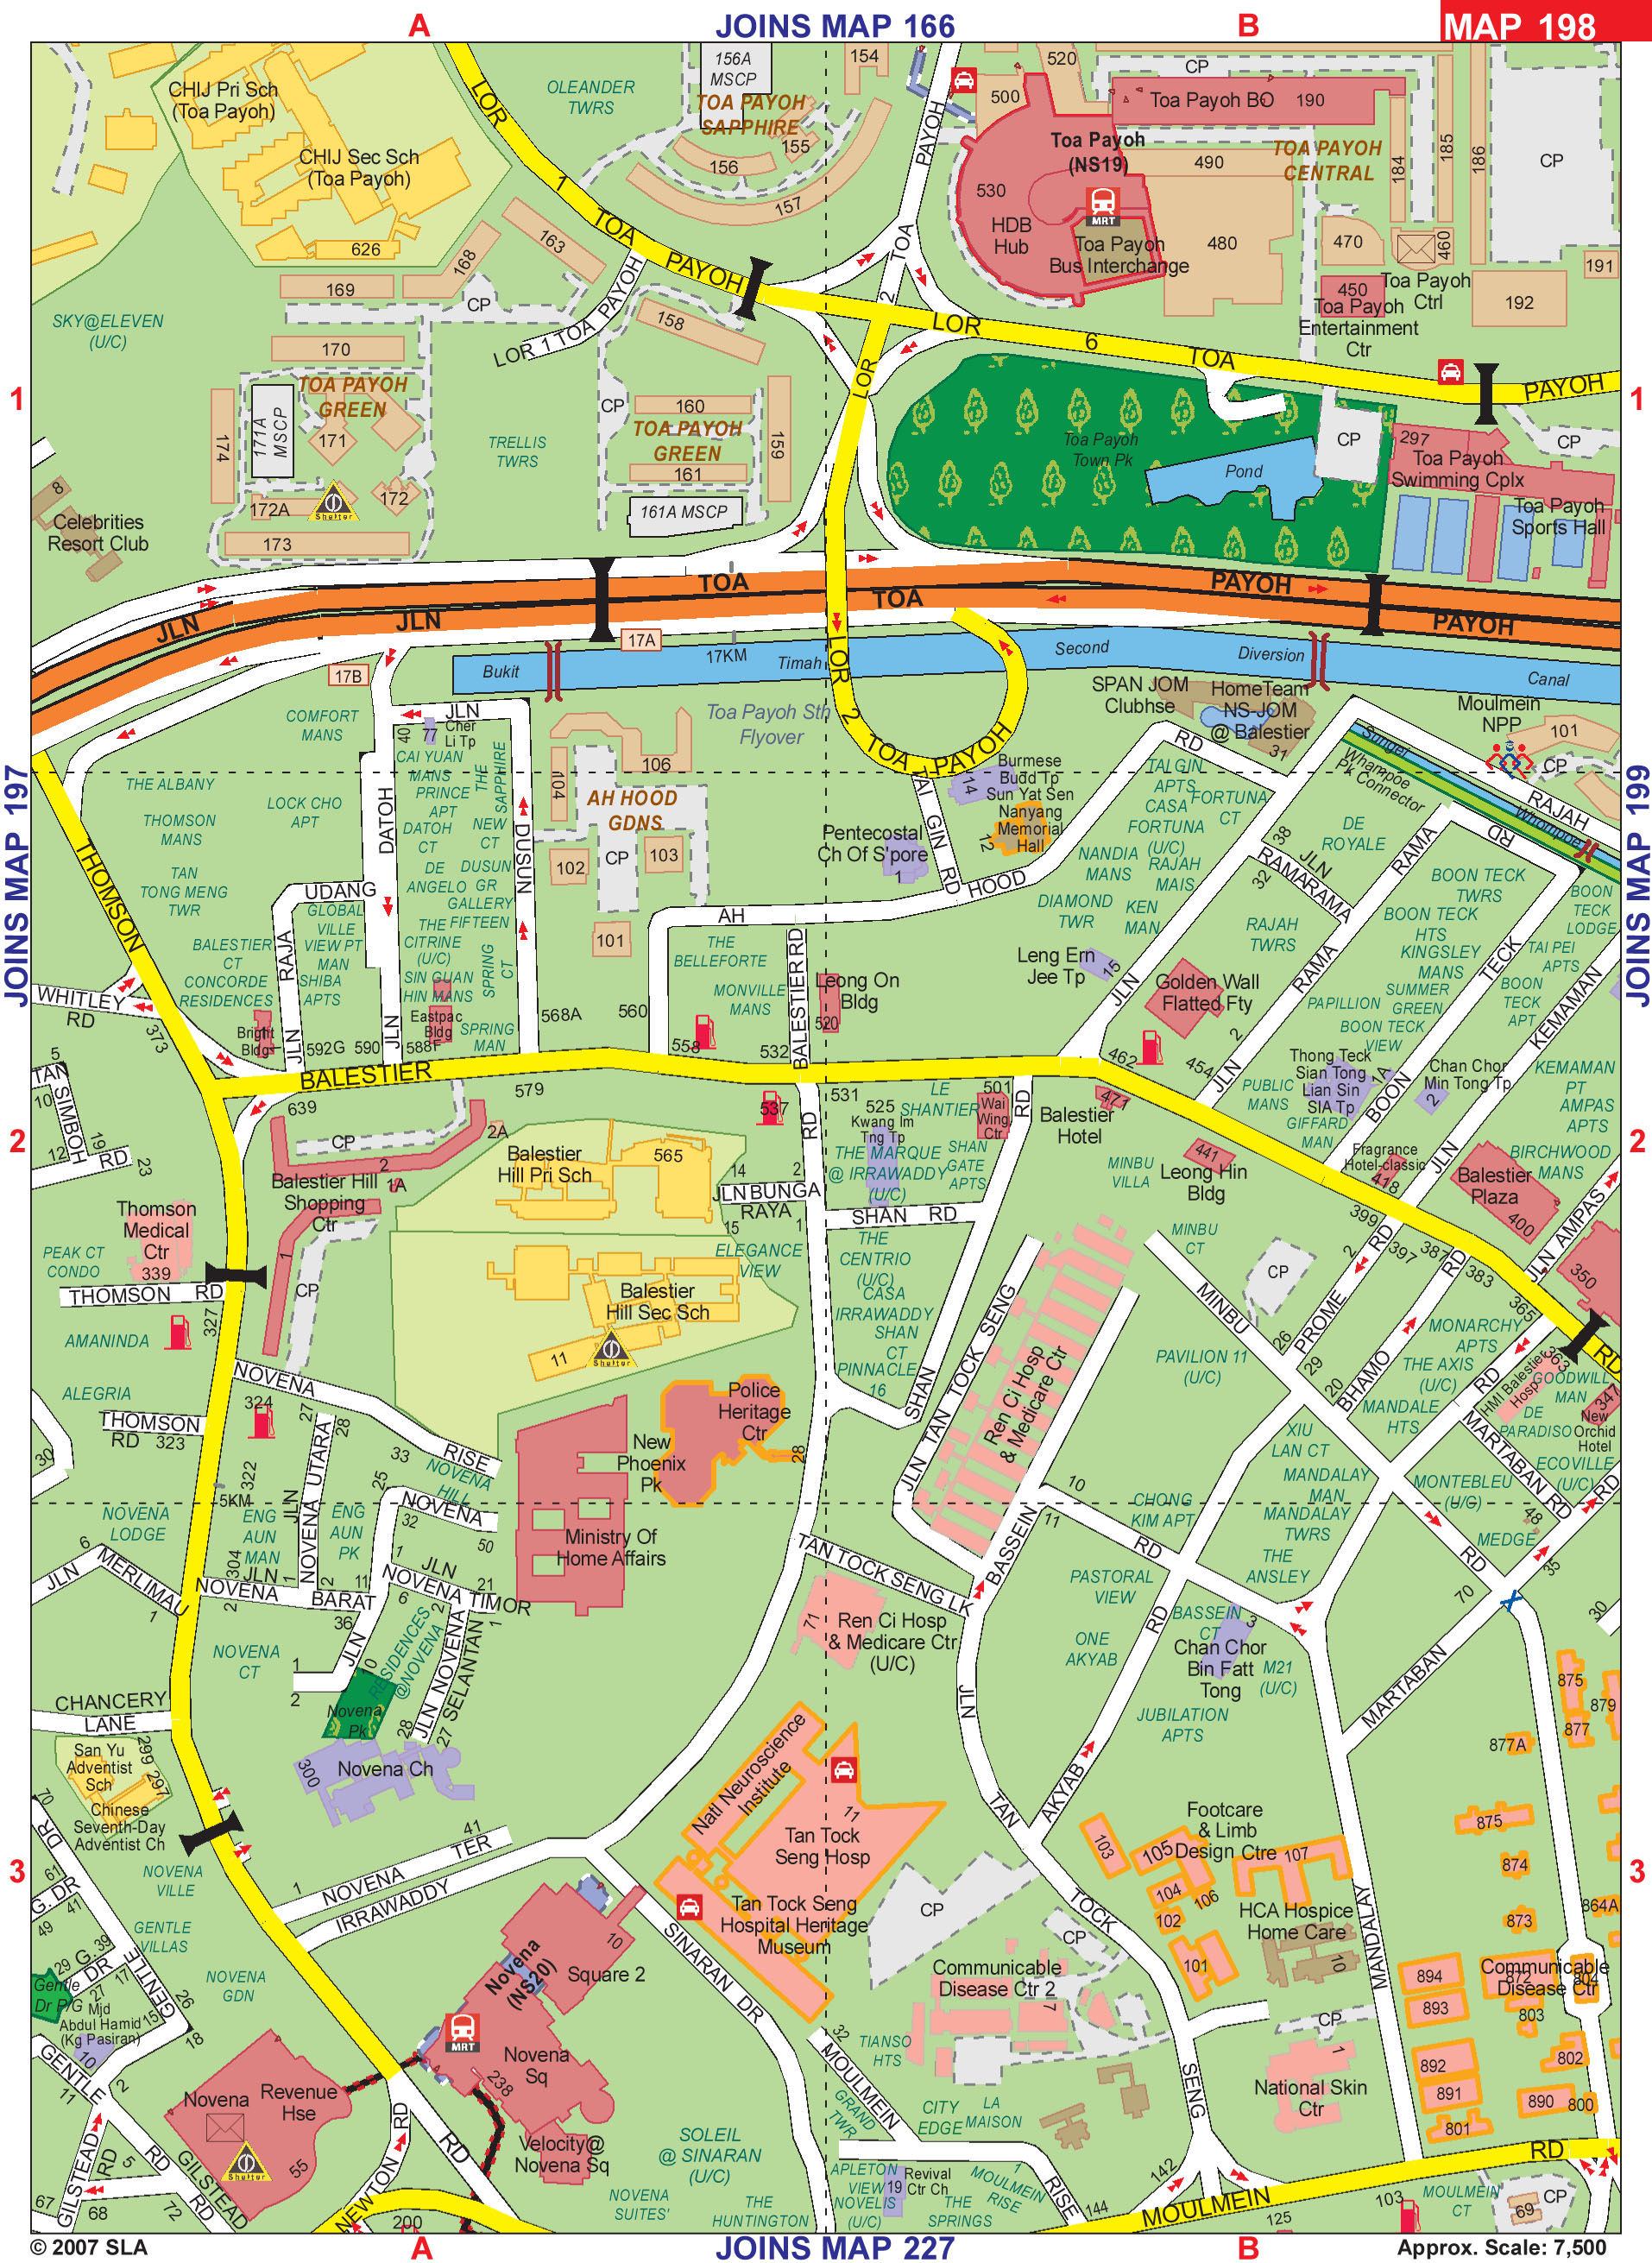 A
JOINS MAP 166
B
MAP 198
CHIJ Pri Sch
(Toa Payoh)
CHIJ Sec Sch
(Toa Payoh)
626
OLEANDER
TWRS
156A
MSCP
154
TOA PAYOH
SAPPHIRE
155
156
157
LOR
1
TOA
PAYOH
163
168
169
CP
LOR 1 TOA PAYOH
158
SKY@ELEVEN
(U/C)
170
TOA PAYOH
GREEN
171A
MSCP
171
174
172A
172
Shelter
173
CP
160
TOA PAYOH
GREEN
161
159
161A MSCP
TRELLIS
TWRS
8
Celebrities
Resort Club
PAYOH
TOA
2
LOR
520
500
CP
Toa Payoh BO
190
Toa Payoh
(NS19)
530
HDB
Hub
MRT
Toa Payoh
Bus Interchange
490
480
TOA PAYOH
CENTRAL
184
185
186
CP
470
460
Toa Payoh
Ctrl
450
Toa Payoh
Entertainment
Ctr
191
192
LOR
6
TOA
PAYOH
Toa Payoh
Town Pk
Pond
CP
297
Toa Payoh
Swimming Cplx
CP
Toa Payoh
Sports Hall
1
1
JLN
JLN
TOA
TOA
PAYOH
PAYOH
17A
17B
17KM
Bukit
Timah
Second
Diversion
Canal
LOR
2
TOA
PAYOH
Toa Payoh Sth
Flyover
COMFORT
MANS
JLN
40
77
Cher
Li Tp
CAI YUAN
MANS
PRINCE
APT
THE
SAPPHIRE
DATOH
CT
NEW
CT
DE
ANGELO
DUSUN
GR
GALLERY
THE
CITRINE
(U/C)
FIFTEEN
SIN GUAN
HIN MANS
SPRING
CT
Eastpac
Bldg
SPRING
MAN
DATOH
JLN
DUSUN
104
106
AH HOOD
GDNS
102
CP
103
101
THE ALBANY
THOMSON
MANS
LOCK CHO
APT
TAN
TONG MENG
TWR
UDANG
RAJA
JLN
GLOBAL
VILLE
VIEW PT
MAN
SHIBA
APTS
BALESTIER
CT
CONCORDE
RESIDENCES
Bright
Bldg
592G
590
588F
568A
560
558
532
THOMSON
WHITLEY
RD
373
JOINS MAP 197
JOINS MAP 199
SPAN JOM
Clubhse
HomeTeam
NS-JOM
@ Balestier
31
Moulmein
NPP
101
CP
RAJAH
RD
Sungei
Whampoe
Whampoe
Pk Connector
Burmese
Budd Tp
14
Sun Yat Sen
Nanyang
Memorial
Hall
12
TAI GIN RD
Pentecostal
Ch Of S'pore
1
AH
HOOD
RD
TALGIN
APTS
CASA
FORTUNA
(U/C)
FORTUNA
CT
NANDIA
MANS
RAJAH
MAIS
DIAMOND
TWR
KEN
MAN
Leng Ern
Jee Tp
15
THE
BELLEFORTE
MONVILLE
MANS
BALESTIER RD
Leong On
Bldg
520
Golden Wall
Flatted Fty
38
JLN
RAMARAMA
32
DE
ROYALE
RAJAH
TWRS
RAMA
RAMA
JLN
2
454
462
BOON TECK
TWRS
BOON TECK
HTS
KINGSLEY
MANS
SUMMER
GREEN
PAPILLION
BOON TECK
VIEW
BOON
TECK
LODGE
TAI PEI
APTS
BOON
TECK
APT
BOON
TECK
KEMAMAN
JLN
KEMAMAN
PT
AMPAS
APTS
Thong Teck
Sian Tong
Lian Sin
SIA Tp
1A
Chan Chor
Min Tong Tp
2
PUBLIC
MANS
GIFFARD
MAN
Fragrance
Hotel-classic
418
BIRCHWOOD
MANS
Balestier
Plaza
400
JLN AMPAS
350
BALESTIER
RD
579
639
CP
2
2A
1A
Balestier Hill
Shopping
Ctr
1
CP
TAN
SIMBOH
RD
5
10
12
19
23
2
2
Thomson
Medical
Ctr
339
PEAK CT
CONDO
THOMSON RD
327
AMANINDA
Balestier
Hill Pri Sch
565
Balestier
Hill Sec Sch
11
Shelter
537
RD
14
2
JLN BUNGA
RAYA
15
1
ELEGANCE
VIEW
531
525
Kwang Im
Tng Tp
THE MARQUE
@ IRRAWADDY
(U/C)
LE
SHANTIER
501
Wai
Wing
Ctr
RD
SHAN
GATE
APTS
SHAN RD
THE
CENTRIO
(U/C)
CASA
IRRAWADDY
SHAN
CT
PINNACLE
16
SHAN
Balestier
Hotel
471
441
Leong Hin
Bldg
MINBU
VILLA
MINBU
CT
CP
MINBU
RD
399
397
387
383
365
363
347
2
PROME
RD
26
29
20
BHAMO
RD
MONARCHY
APTS
THE AXIS
(U/C)
MANDALE
HTS
HMI Balestier
Hosp
GOODWILL
MAN
New
Orchid
Hotel
DE
PARADISO
ECOVILLE
(U/C)
MARTABAN RD
MONTEBLEU
(U/C)
48
MEDGE
35
70
30
PAVILION 11
(U/C)
XIU
LAN CT
MANDALAY
MAN
MANDALAY
TWRS
THE
ANSLEY
CHONG
KIM APT
10
11
RD
JLN TAN TOCK SENG
Ren Ci Hosp
& Medicare Ctr
BASSEIN
ALEGRIA
THOMSON
RD
323
324
30
NOVENA
RISE
33
27
28
25
322
5KM
304
NOVENA
HILL
JLN NOVENA UTARA
ENG
AUN
MAN
ENG
AUN
PK
NOVENA
32
50
NOVENA
LODGE
6
JLN
MERLIMAU
1
JLN
NOVENA
BARAT
1
2
2
11
36
JLN
NOVENA TIMOR
1
6
2
21
1
JLN
10
1
2
RESIDENCES
@NOVENA
JLN NOVENA
SELANTAN
28
27
NOVENA
CT
Novena
Pk
Novena Ch
300
New
Phoenix
Pk
Police
Heritage
Ctr
28
Ministry Of
Home Affairs
TAN TOCK SENG LK
71
Ren Ci Hosp
& Medicare Ctr
(U/C)
PASTORAL
VIEW
ONE
AKYAB
BASSEIN
CT
3
Chan Chor
Bin Fatt
Tong
M21
(U/C)
JUBILATION
APTS
AKYAB
RD
MARTABAN
RD
875
879
877
877A
875
874
873
864A
CHANCERY
LANE
San Yu
Adventist
Sch
299
297
Chinese
Seventh-Day
Adventist Ch
NOVENA
VILLE
GENTLE
VILLAS
NOVENA
GDN
3
3
70
DR
61
G. DR
41
49
29
G.
39
DR
17
27
GENTLE
26
15
18
Gentle
Dr P/G
Mjd
Abdul Hamid
(Kg Pasiran)
10
GENTLE
RD
11
2
5
GILSTEAD
RD
67
68
72
GILSTEAD
RD
NOVENA
TER
41
1
IRRAWADDY
Novena
(NS20)
MRT
Square 2
10
Novena
Sq
238
Velocity@
Novena Sq
Novena
Revenue
Hse
55
Shelter
NEWTON
RD
RD
200
Natl Neuroscience
Institute
11
Tan Tock
Seng Hosp
Tan Tock Seng
Hospital Heritage
Museum
SINARAN DR
SOLEIL
@ SINARAN
(U/C)
NOVENA
SUITES'
THE
HUNTINGTON
JLN
TAN
TOCK
SENG
CP
CP
Communicable
Disease Ctr 2
7
TIANSO
HTS
32
MOULMEIN
GRAND
TWR
CITY
EDGE
LA
MAISON
APLETON
VIEW
NOVELIS
(U/C)
19
Revival
Ctr Ch
THE
SPRINGS
MOULMEIN
RISE
1
RISE
144
142
Footcare
& Limb
Design Ctre
103
105
107
104
106
102
101
HCA Hospice
Home Care
10
CP
1
National Skin
Ctr
MANDALAY
894
893
892
891
801
872
804
Communicable
Disease Ctr
803
802
890
800
MOULMEIN
RD
125
103
MOULMEIN
CT
69
CP
© 2007 SLA
A
JOINS MAP 227
B
Approx. Scale: 7,500